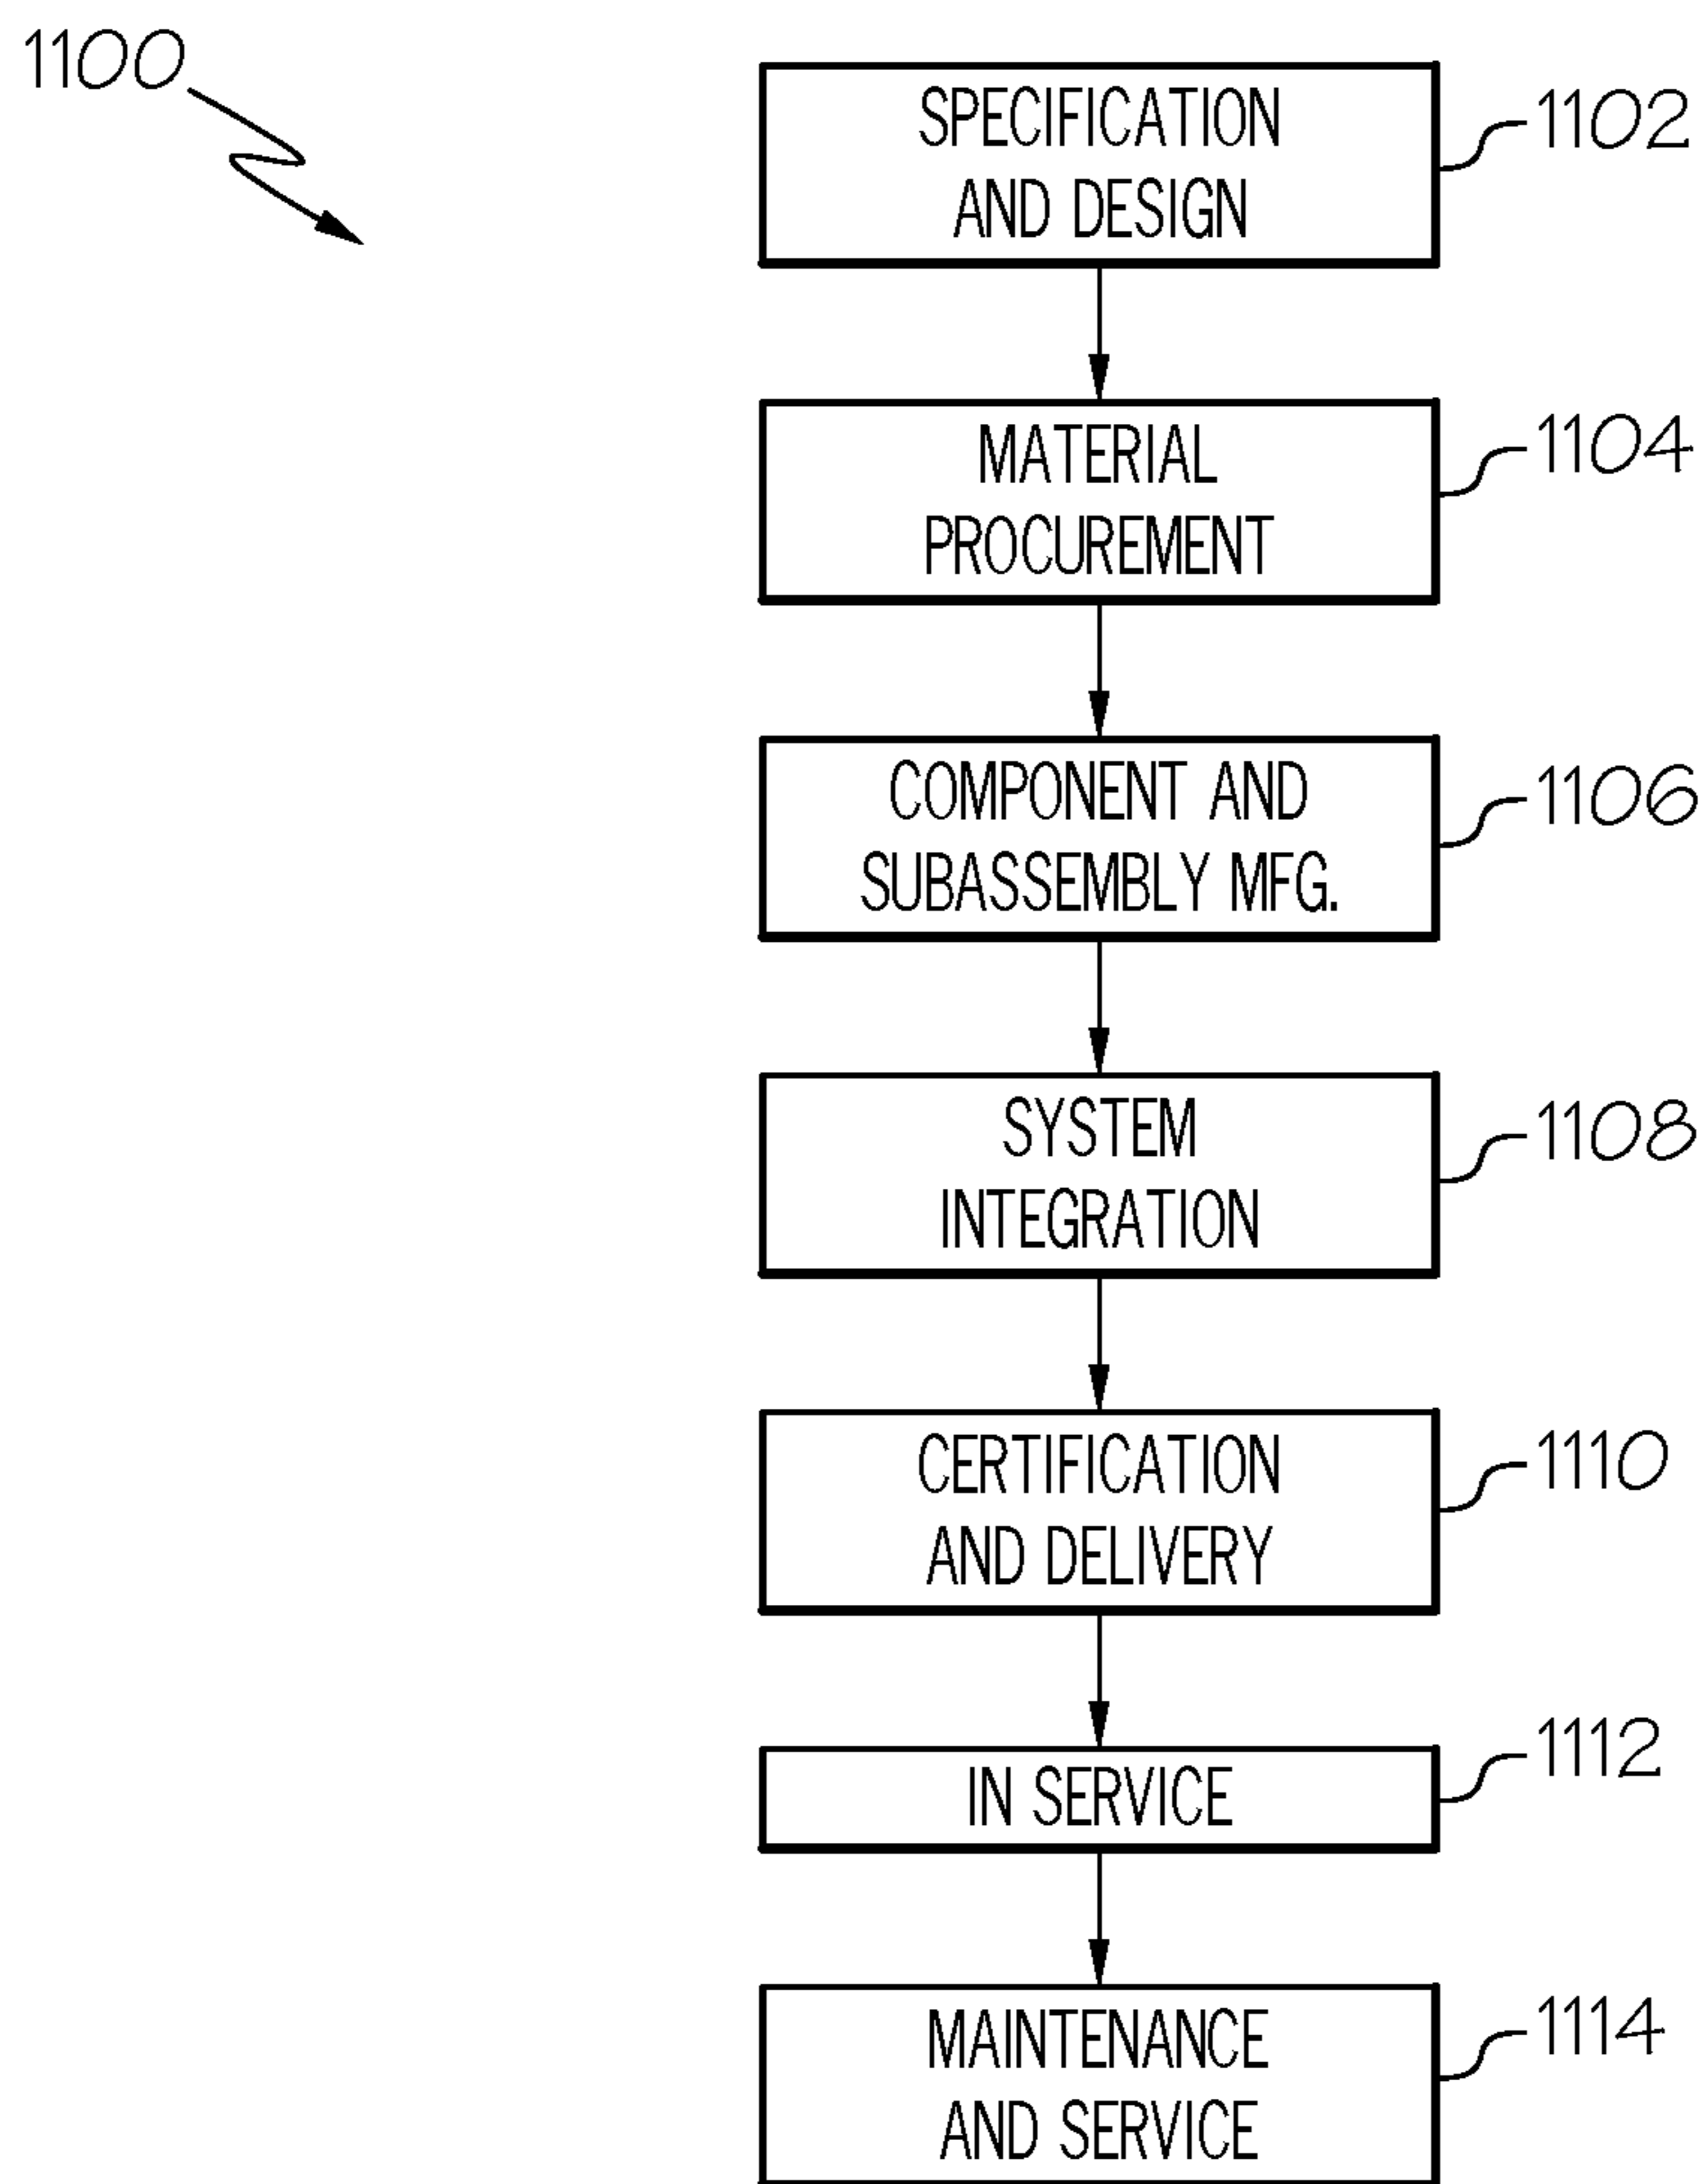 1100
SPECIFICATION
AND DESIGN
1102
MATERIAL
PROCUREMENT
1104
COMPONENT AND
SUBASSEMBLY MFG.
1106
SYSTEM
INTEGRATION
1108
CERTIFICATION
AND DELIVERY
1110
IN SERVICE
1112
MAINTENANCE
AND SERVICE
1114